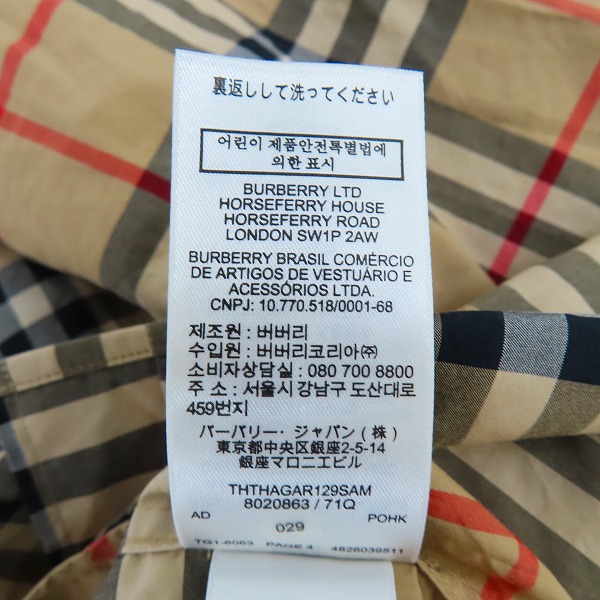 裏返しして洗ってください
어린이 제품안전특별법에
의한 표시
BURBERRY LTD
HORSEFERRY HOUSE
HORSEFERRY ROAD
LONDON SW1P 2AW
BURBERRY BRASIL COMÉRCIO
DE ARTIGOS DE VESTUÁRIO E
ACESSÓRIOS LTDA.
CNPJ: 10.770.518/0001-68
제조원 : 버버리
수입원 : 버버리코리아㈜
소비자상담실 : 080 700 8800
주 소 : 서울시 강남구 도산대로
459번지
バーバリー・ジャパン(株)
東京都中央区銀座2-5-14
銀座マロニエビル
THTHAGAR129SAM
8020863 / 71Q
AD 029 POHK
TG1-6063 PAGE 4 4826039511